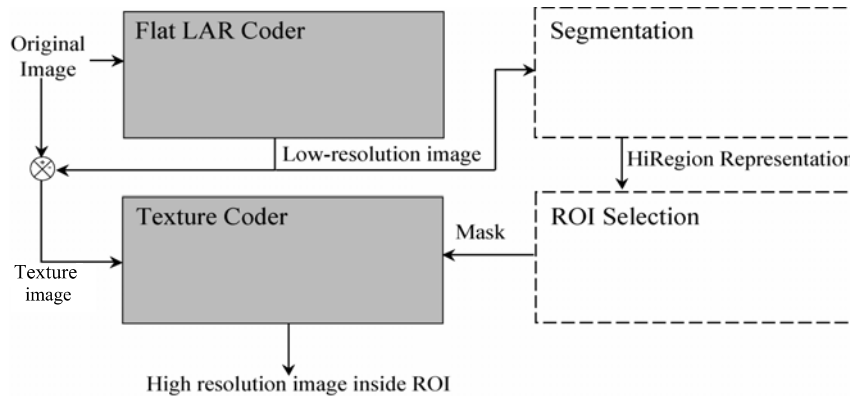 Flat LAR Coder
Segmentation
Original
Image
Low-resolution image
HiRegion Representation
Texture Coder
ROI Selection
Mask
Texture
image
High resolution image inside ROI